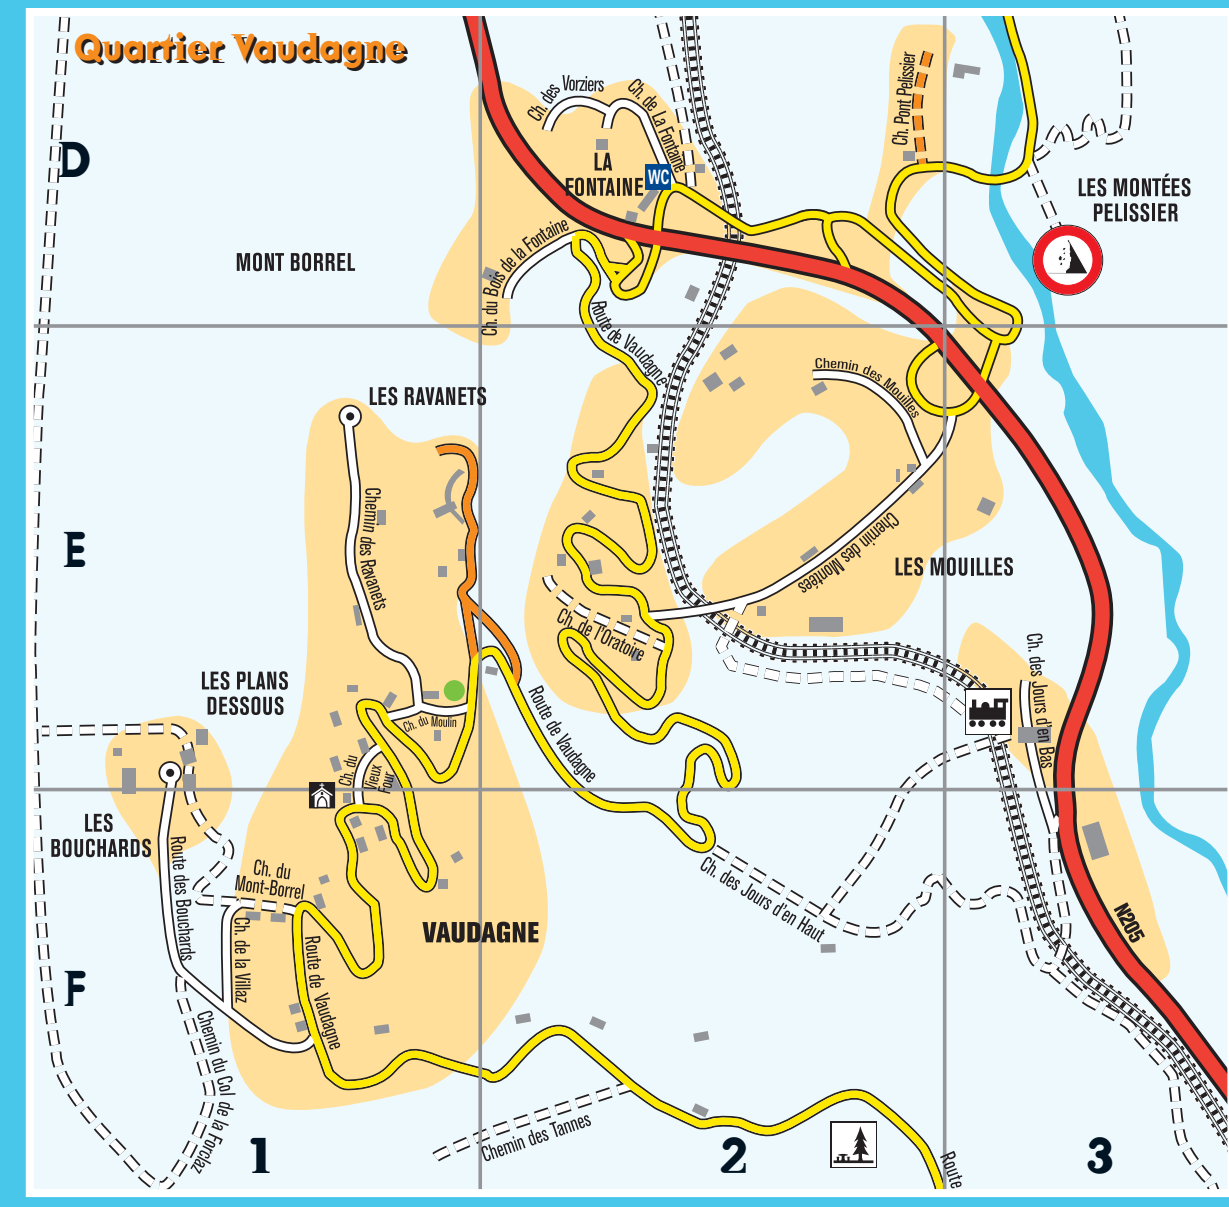 Quartier Vaudagne
Ch. des Vorziers
Ch. de La Fontaine
Ch. Pont Pelissier
D
LA
FONTAINE
WC
LES MONTÉES
PELISSIER
MONT BORREL
Ch. du Bois de la Fontaine
Route de Vaudagne
Chemin des Mouilles
LES RAVANETS
Chemin des Ravanets
E
Chemin des Montées
LES MOUILLES
Ch. de l'Oratoire
Ch. des Jours d'en Bas
LES PLANS
DESSOUS
Route de Vaudagne
Ch. du Moulin
Ch. du
Vieux
Four
LES
BOUCHARDS
Route des Bouchards
Ch. du
Mont-Borrel
Ch. des Jours d'en Haut
VAUDAGNE
N205
Ch. de la Villaz
Route de Vaudagne
F
Chemin du Col de la Forclaz
Chemin des Tannes
Route
1
2
3